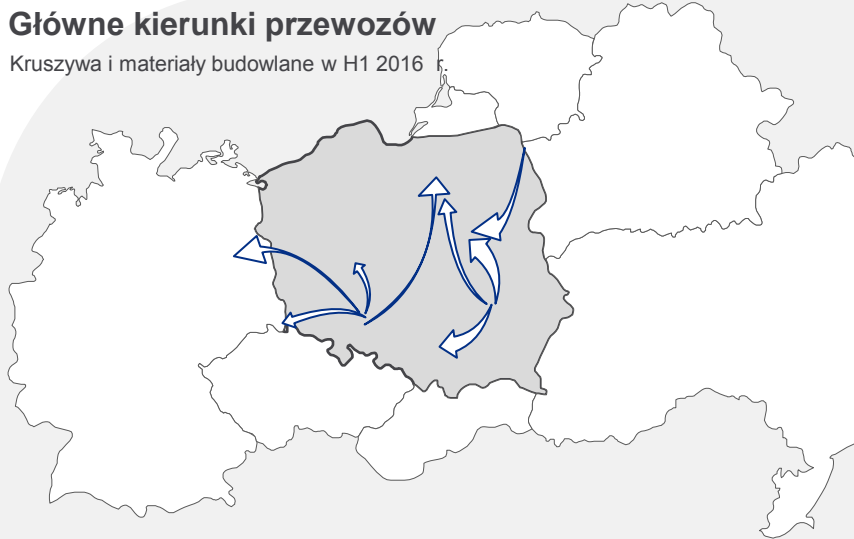 Główne kierunki przewozów
Kruszywa i materiały budowlane w H1 2016 r.